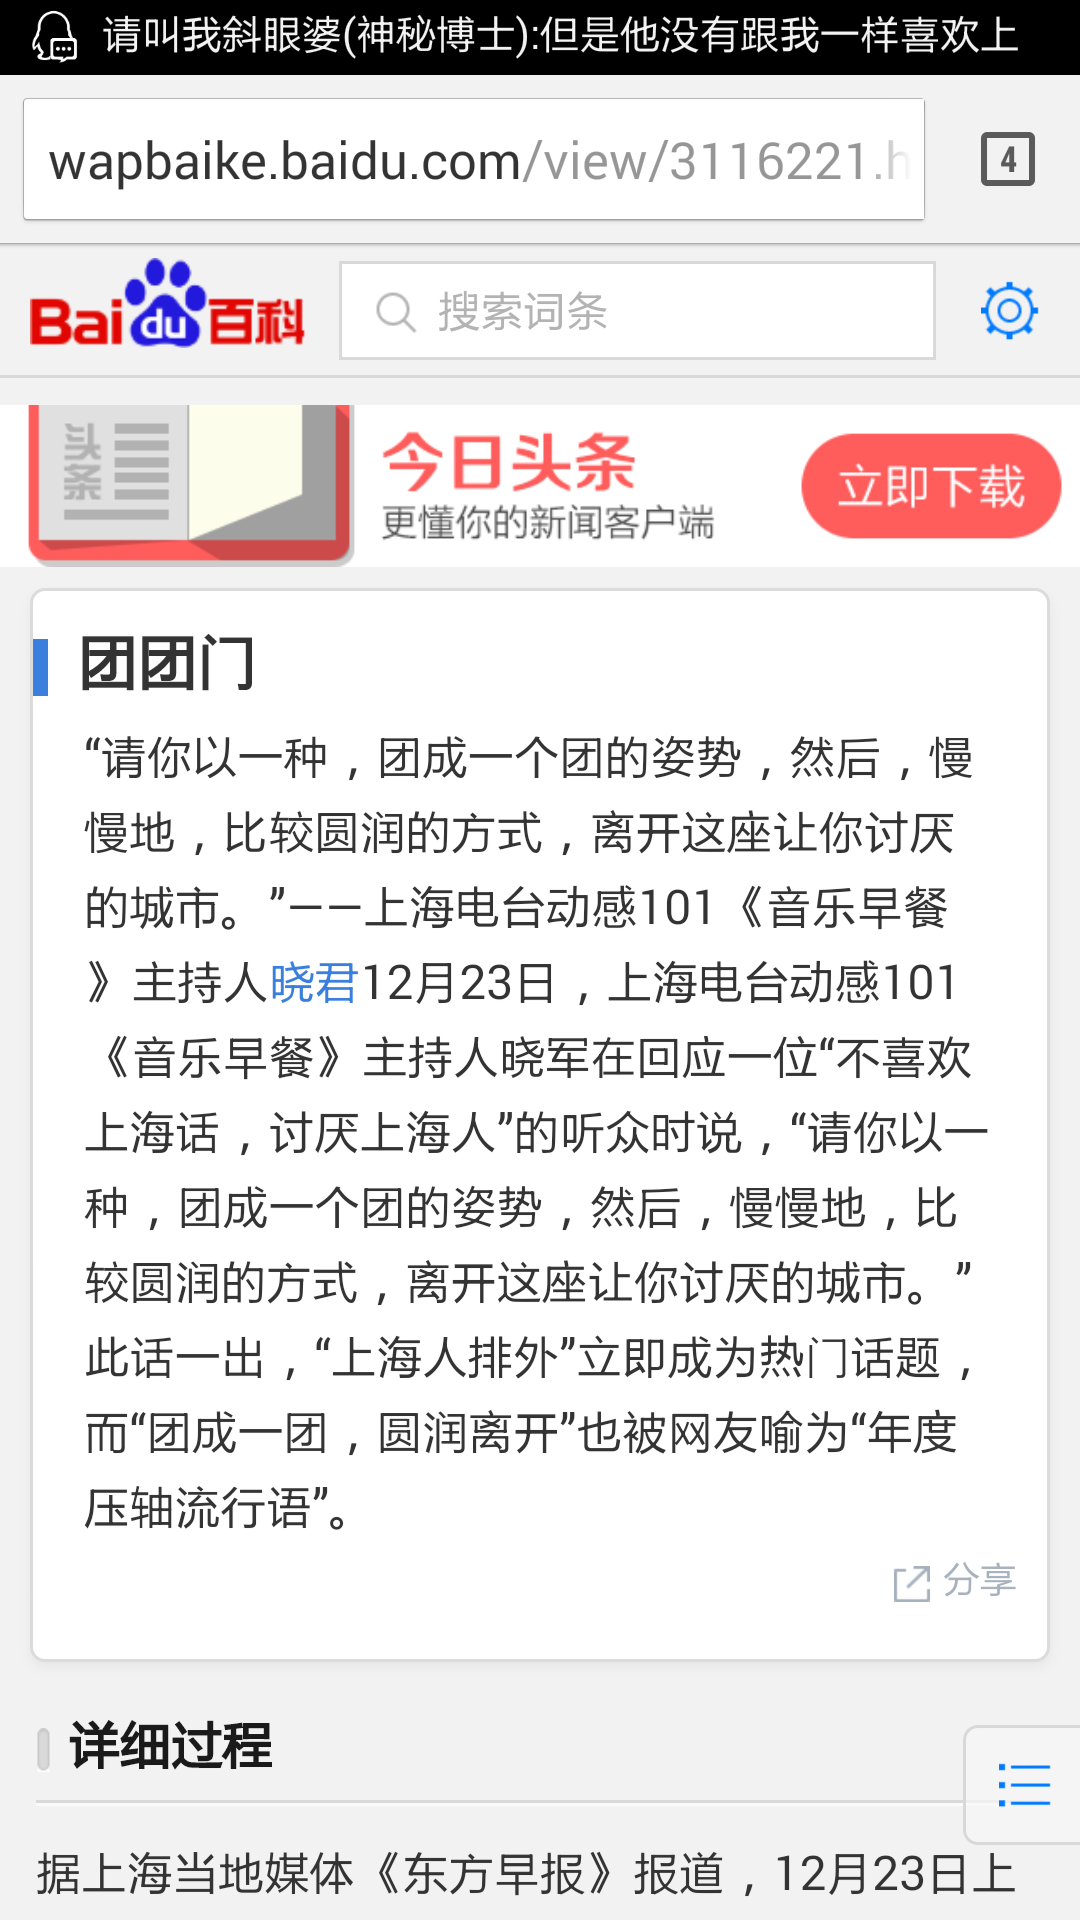 请叫我斜眼婆(神秘博士):但是他没有跟我一样喜欢上
wapbaike.baidu.com/view/3116221.h
4
Bai du 百科
搜索词条
头条
今日头条
更懂你的新闻客户端
立即下载
团团门
“请你以一种，团成一个团的姿势，然后，慢
慢地，比较圆润的方式，离开这座让你讨厌
的城市。”——上海电台动感101《音乐早餐
》主持人晓君12月23日，上海电台动感101
《音乐早餐》主持人晓军在回应一位“不喜欢
上海话，讨厌上海人”的听众时说，“请你以一
种，团成一个团的姿势，然后，慢慢地，比
较圆润的方式，离开这座让你讨厌的城市。”
此话一出，“上海人排外”立即成为热门话题，
而“团成一团，圆润离开”也被网友喻为“年度
压轴流行语”。
分享
详细过程
据上海当地媒体《东方早报》报道，12月23日上